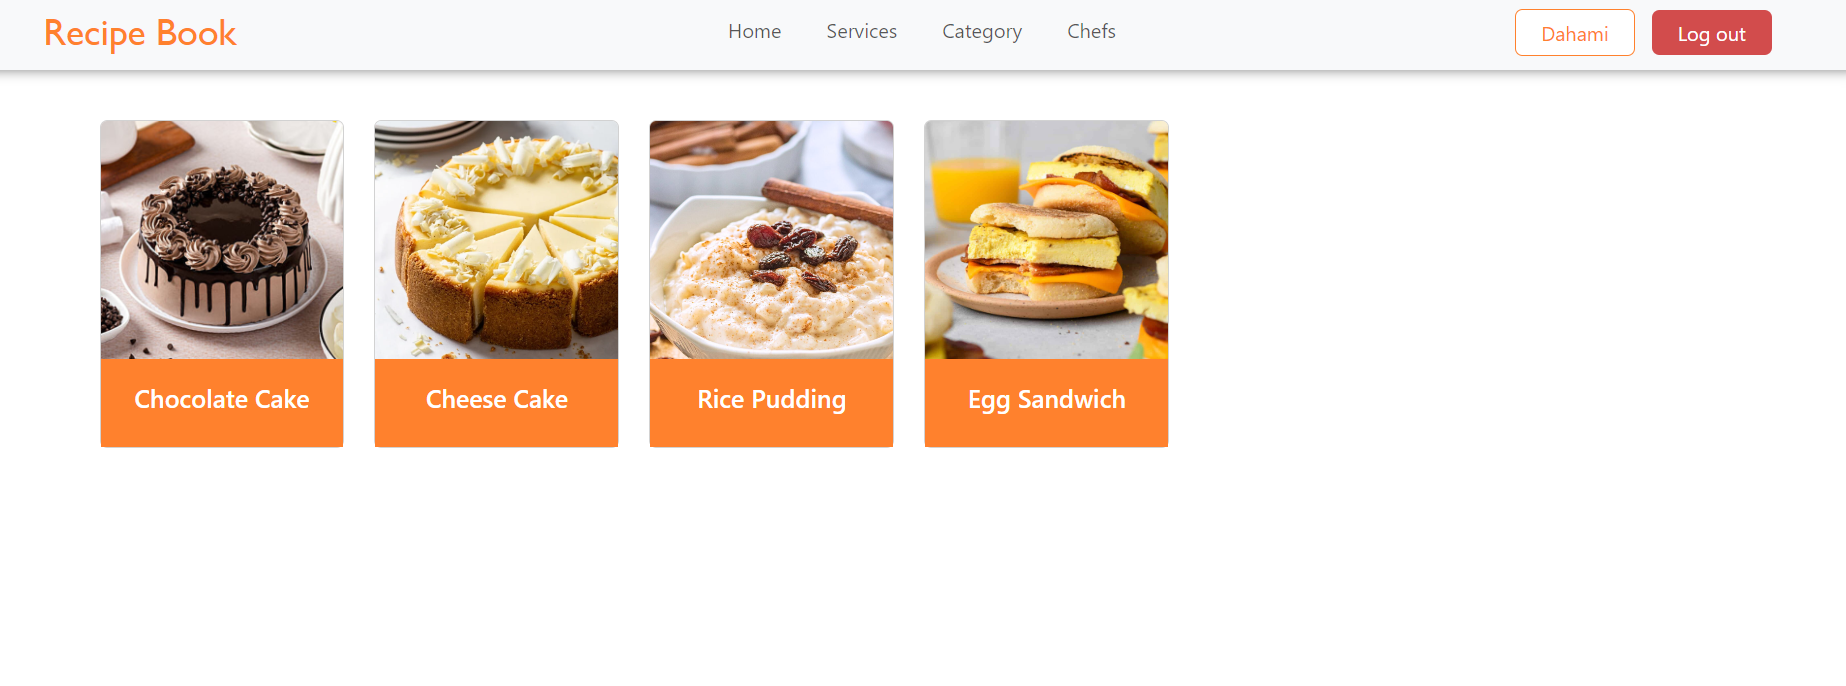 Recipe Book
Home Services Category Chefs
Dahami
Log out
Chocolate Cake
Cheese Cake
Rice Pudding
Egg Sandwich